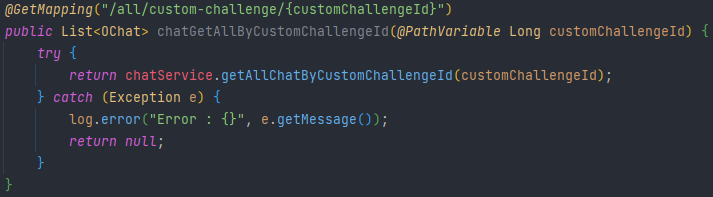 @GetMapping("/all/custom-challenge/{customChallengeId}")
public List<OChat> chatGetAllByCustomChallengeId(@PathVariable Long customChallengeId) {
    try {
        return chatService.getAllChatByCustomChallengeId(customChallengeId);
    } catch (Exception e) {
        log.error("Error : {}", e.getMessage());
        return null;
    }
}